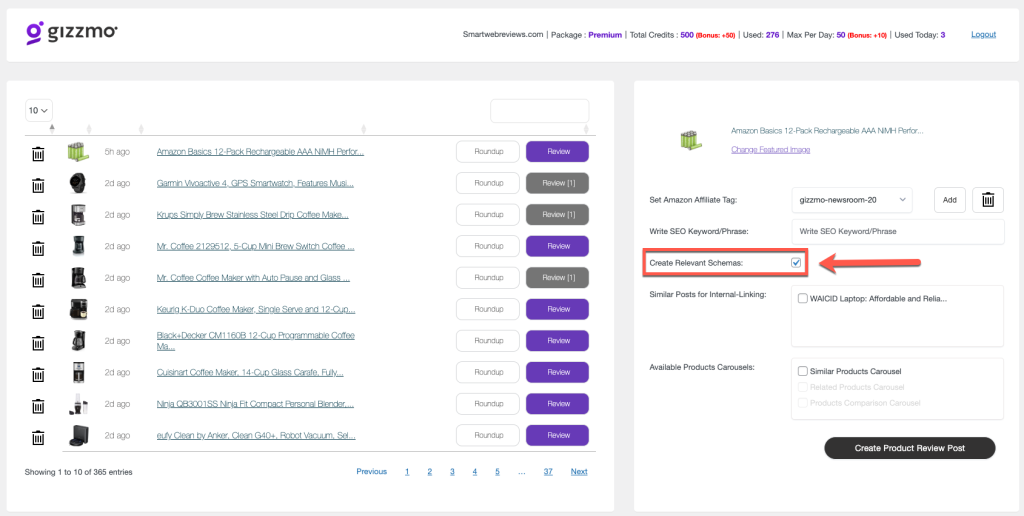 gizzmo
Smartwebreviews.com | Package : Premium | Total Credits : 500 (Bonus: +50) | Used: 276 | Max Per Day: 50 (Bonus: +10) | Used Today: 3
Logout
10
5h ago Amazon Basics 12-Pack Rechargeable AAA NiMH Perfor... Roundup Review
2d ago Garmin Vivoactive 4, GPS Smartwatch, Features Musi... Roundup Review [1]
2d ago Krups Simply Brew Stainless Steel Drip Coffee Make... Roundup Review [1]
2d ago Mr. Coffee 2129512, 5-Cup Mini Brew Switch Coffee ... Roundup Review
2d ago Mr. Coffee Coffee Maker with Auto Pause and Glass ... Roundup Review [1]
2d ago Keurig K-Duo Coffee Maker, Single Serve and 12-Cup... Roundup Review
2d ago Black+Decker CM1160B 12-Cup Programmable Coffee
Ma... Roundup Review
2d ago Cuisinart Coffee Maker, 14-Cup Glass Carafe, Fully... Roundup Review
2d ago Ninja QB3001SS Ninja Fit Compact Personal Blender,... Roundup Review
2d ago eufy Clean by Anker, Clean G40+, Robot Vacuum, Sel... Roundup Review
Showing 1 to 10 of 365 entries
Previous 1 2 3 4 5 ... 37 Next
Amazon Basics 12-Pack Rechargeable AAA NiMH Perfor...
Change Featured Image
Set Amazon Affiliate Tag: gizzmo-newsroom-20 Add
Write SEO Keyword/Phrase: Write SEO Keyword/Phrase
Create Relevant Schemas:
Similar Posts for Internal-Linking: WAICID Laptop: Affordable and Relia...
Available Products Carousels: Similar Products Carousel
Related Products Carousel
Products Comparison Carousel
Create Product Review Post